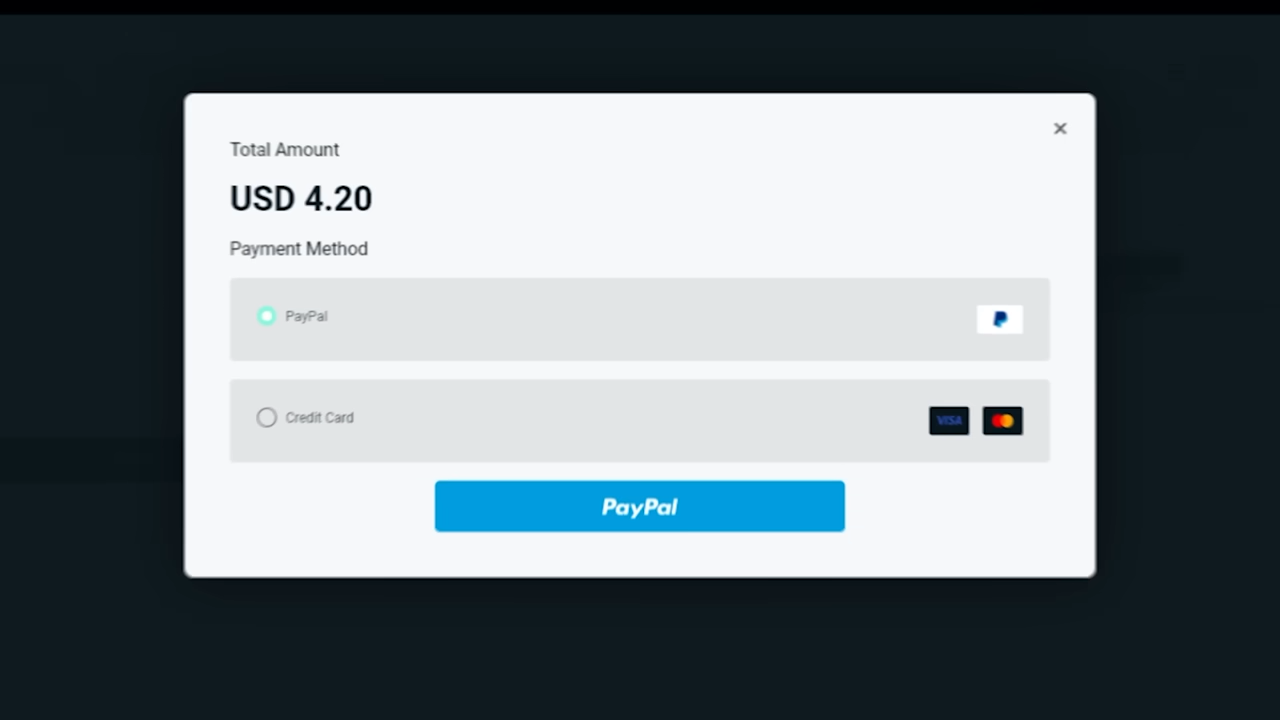 Total Amount
USD 4.20
Payment Method
PayPal
Credit Card
VISA
PayPal